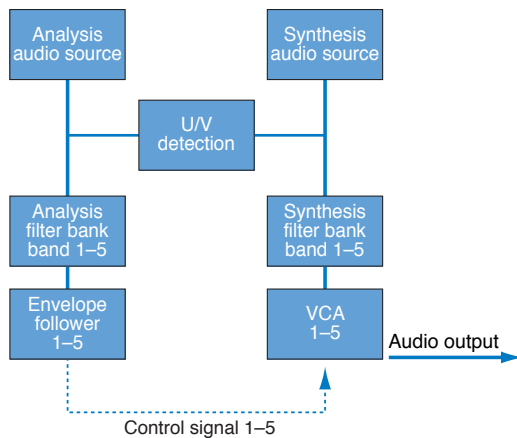 Analysis
audio source
Synthesis
audio source
U/V
detection
Analysis
filter bank
band 1–5
Synthesis
filter bank
band 1–5
Envelope
follower
1–5
VCA
1–5
Audio output
Control signal 1–5